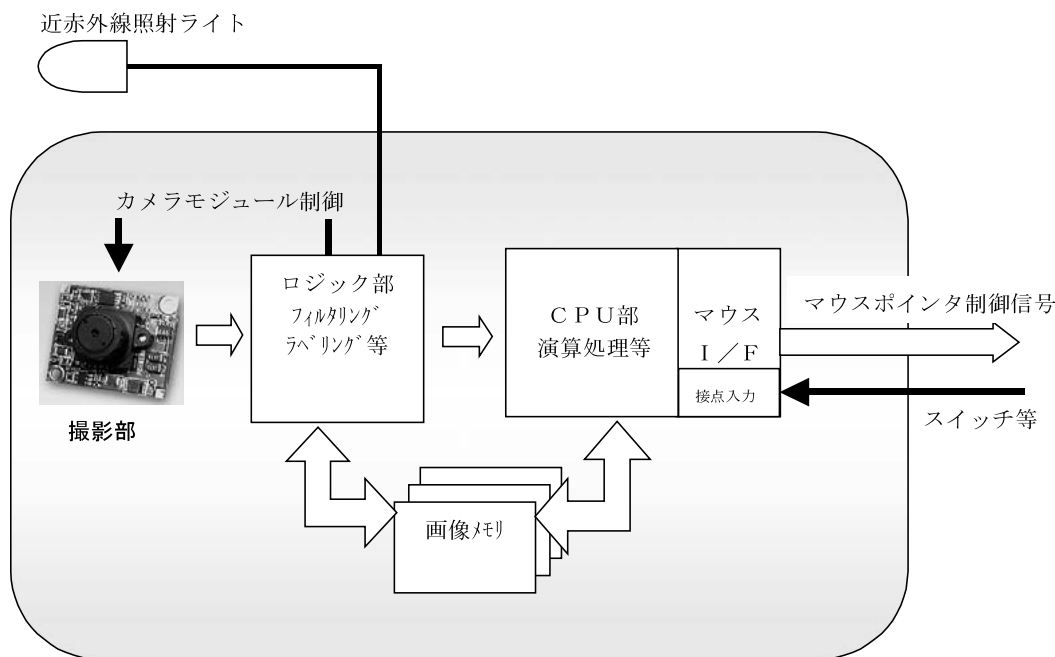 近赤外線照射ライト
カメラモジュール制御
ロジック部
ﾌｨﾙﾀﾘﾝｸﾞ
ﾗﾍﾞﾘﾝｸﾞ等
ＣＰＵ部
演算処理等
マウス
Ｉ／Ｆ
接点入力
マウスポインタ制御信号
スイッチ等
撮影部
画像ﾒﾓﾘ